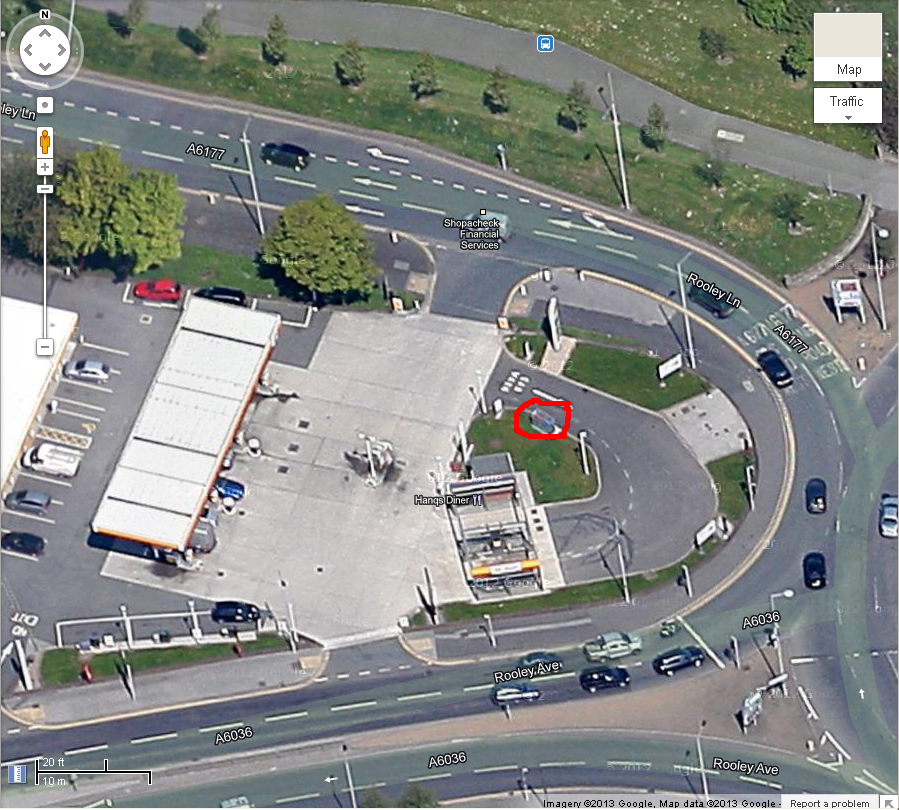 N
Map
Traffic
ley Ln
A6177
Shopacheck
Financial
Services
Rooley Ln
A6177
Hanqs Diner
A6036
Rooley Ave
A6036
A6036
Rooley Ave
20 ft
10 m
Imagery ©2013 Google, Map data ©2013 Google -
Report a problem